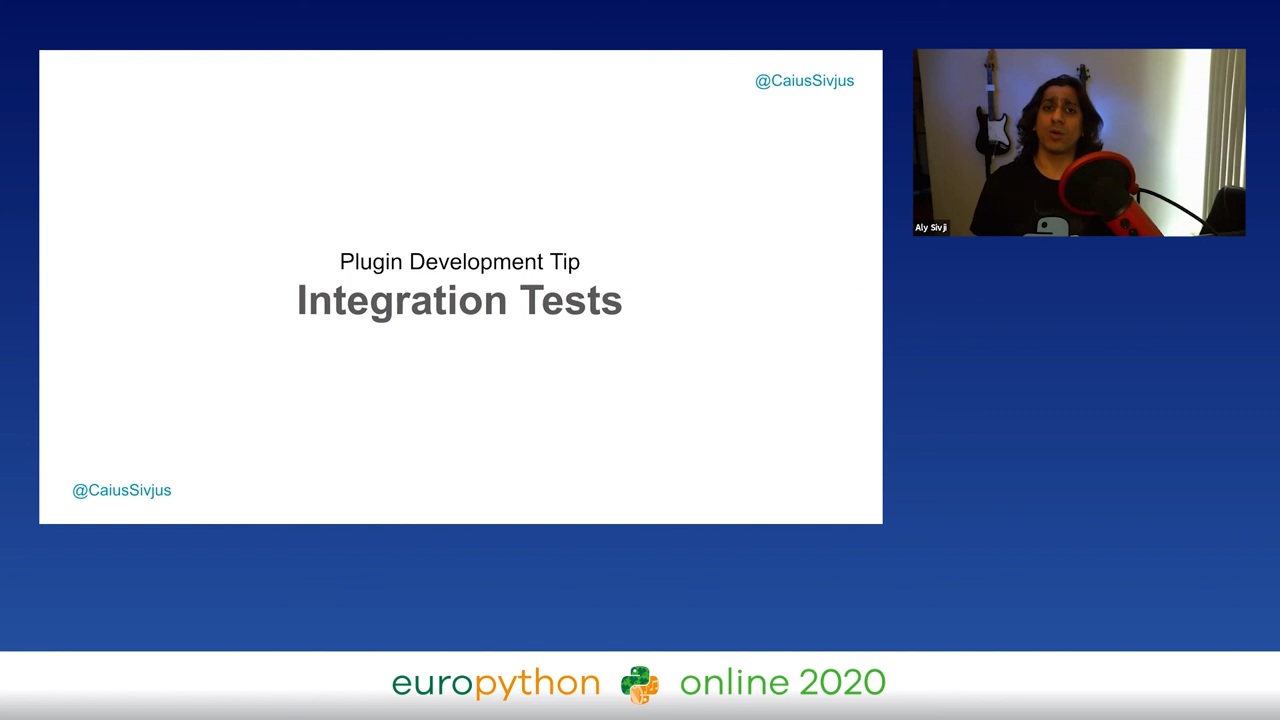 @CaiusSivjus
Plugin Development Tip
Integration Tests
@CaiusSivjus
Aly Sivji
europython online 2020